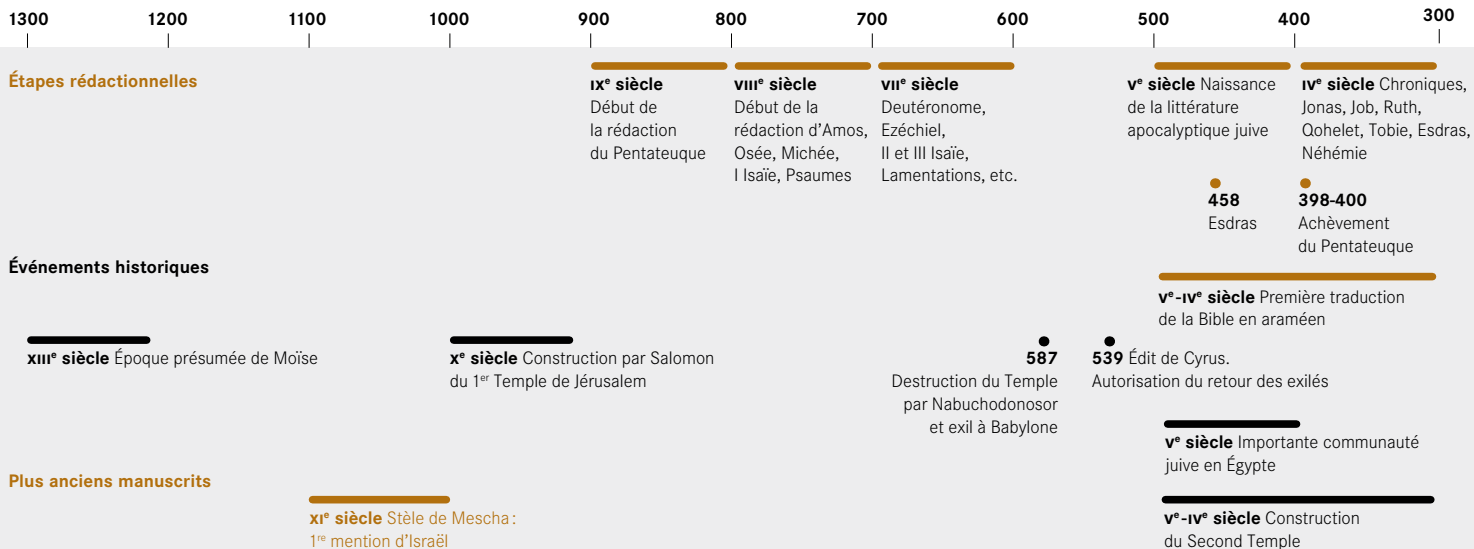 1300 1200 1100 1000 900 800 700 600 500 400 300
Étapes rédactionnelles
IXe siècle
Début de
la rédaction
du Pentateuque
VIIIe siècle
Début de la
rédaction d'Amos,
Osée, Michée,
I Isaïe, Psaumes
VIIe siècle
Deutéronome,
Ezéchiel,
II et III Isaïe,
Lamentations, etc.
Ve siècle Naissance
de la littérature
apocalyptique juive
IVe siècle Chroniques,
Jonas, Job, Ruth,
Qohelet, Tobie, Esdras,
Néhémie
458
Esdras
398-400
Achèvement
du Pentateuque
Ve-IVe siècle Première traduction
de la Bible en araméen
Événements historiques
XIIIe siècle Époque présumée de Moïse
Xe siècle Construction par Salomon
du 1er Temple de Jérusalem
587
Destruction du Temple
par Nabuchodonosor
et exil à Babylone
539 Édit de Cyrus.
Autorisation du retour des exilés
Ve siècle Importante communauté
juive en Égypte
Ve-IVe siècle Construction
du Second Temple
Plus anciens manuscrits
XIe siècle Stèle de Mescha :
1re mention d'Israël